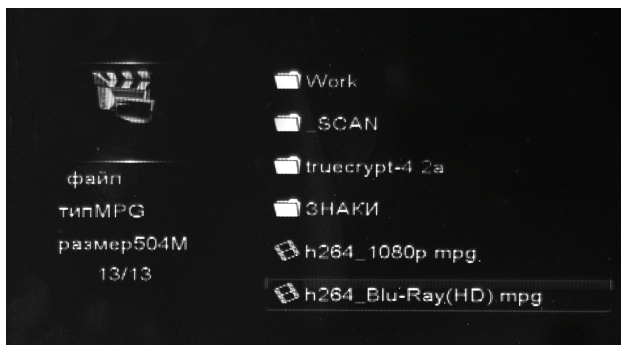 файл
типMPG
размер504M
13/13
Work
_SCAN
truecrypt-4 2a
ЗНАКИ
h264_1080p mpg
h264_Blu-Ray(HD) mpg